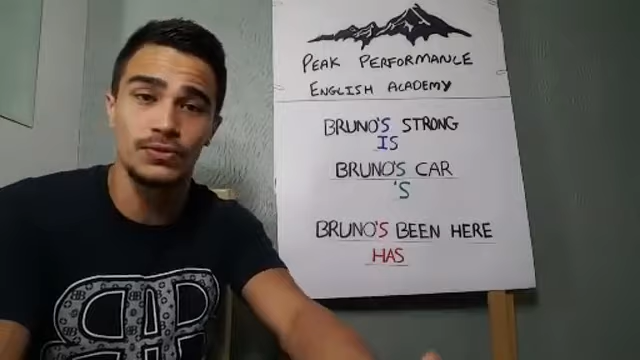 PEAK PERFORMANCE
ENGLISH ACADEMY
BRUNO'S STRONG
IS
BRUNO'S CAR
'S
BRUNO'S BEEN HERE
HAS